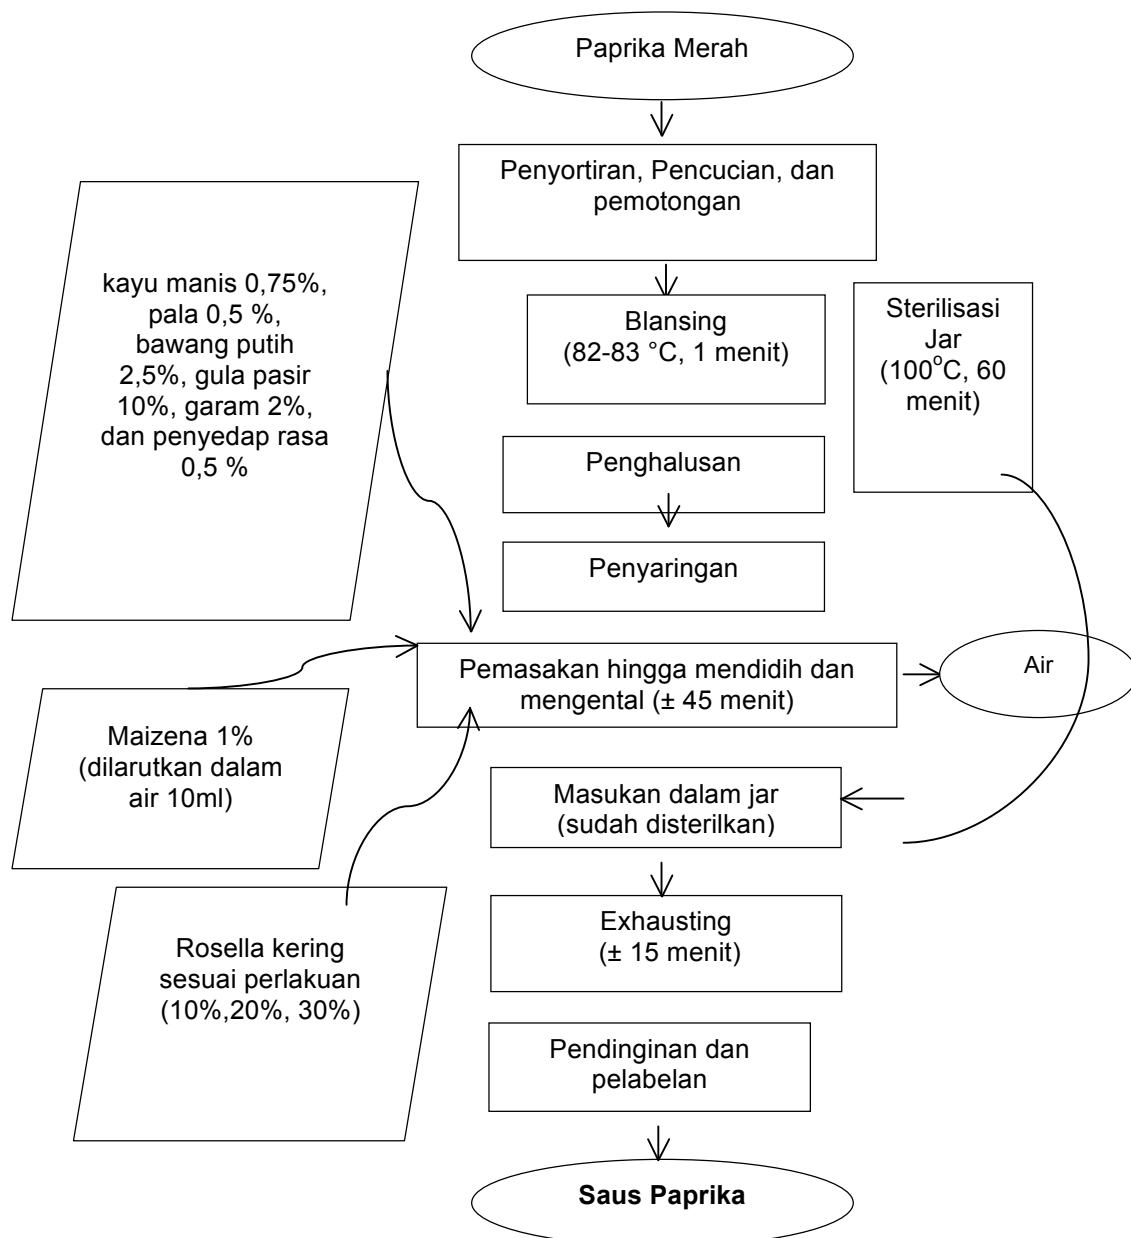 Paprika Merah
Penyortiran, Pencucian, dan
pemotongan
kayu manis 0,75%,
pala 0,5 %,
bawang putih
2,5%, gula pasir
10%, garam 2%,
dan penyedap rasa
0,5 %
Blansing
(82-83 °C, 1 menit)
Sterilisasi
Jar
(100°C, 60
menit)
Penghalusan
Penyaringan
Pemasakan hingga mendidih dan
mengental (± 45 menit)
Air
Maizena 1%
(dilarutkan dalam
air 10ml)
Masukan dalam jar
(sudah disterilkan)
Rosella kering
sesuai perlakuan
(10%,20%, 30%)
Exhausting
(± 15 menit)
Pendinginan dan
pelabelan
Saus Paprika